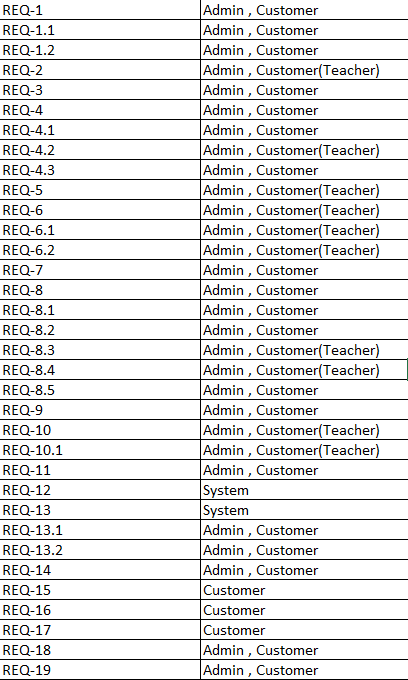 REQ-1 Admin , Customer
REQ-1.1 Admin , Customer
REQ-1.2 Admin , Customer
REQ-2 Admin , Customer(Teacher)
REQ-3 Admin , Customer
REQ-4 Admin , Customer
REQ-4.1 Admin , Customer
REQ-4.2 Admin , Customer(Teacher)
REQ-4.3 Admin , Customer
REQ-5 Admin , Customer(Teacher)
REQ-6 Admin , Customer(Teacher)
REQ-6.1 Admin , Customer(Teacher)
REQ-6.2 Admin , Customer(Teacher)
REQ-7 Admin , Customer
REQ-8 Admin , Customer
REQ-8.1 Admin , Customer
REQ-8.2 Admin , Customer
REQ-8.3 Admin , Customer(Teacher)
REQ-8.4 Admin , Customer(Teacher)
REQ-8.5 Admin , Customer
REQ-9 Admin , Customer
REQ-10 Admin , Customer(Teacher)
REQ-10.1 Admin , Customer(Teacher)
REQ-11 Admin , Customer
REQ-12 System
REQ-13 System
REQ-13.1 Admin , Customer
REQ-13.2 Admin , Customer
REQ-14 Admin , Customer
REQ-15 Customer
REQ-16 Customer
REQ-17 Customer
REQ-18 Admin , Customer
REQ-19 Admin , Customer